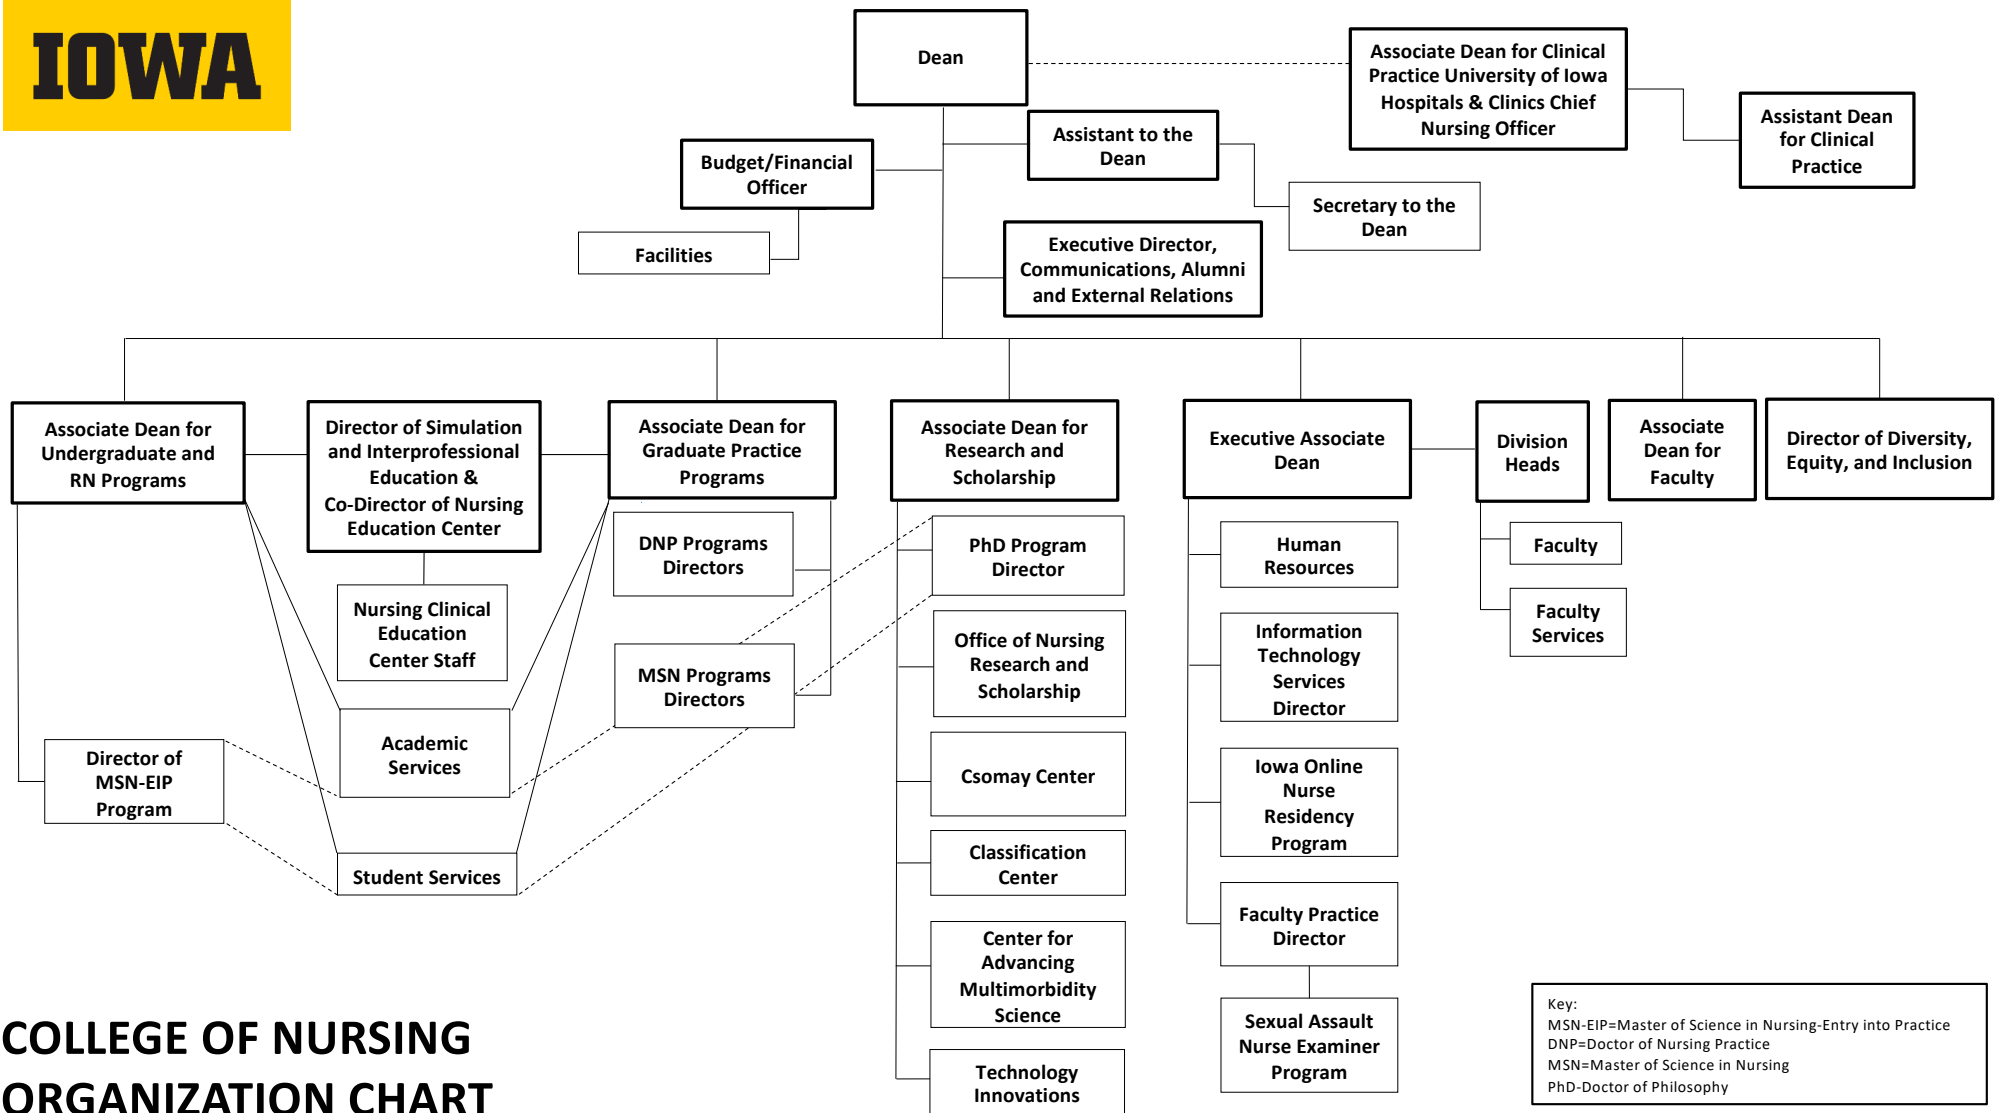 IOWA
Dean
Associate Dean for Clinical
Practice University of Iowa
Hospitals & Clinics Chief
Nursing Officer
Assistant Dean
for Clinical
Practice
Assistant to the
Dean
Budget/Financial
Officer
Secretary to the
Dean
Facilities
Executive Director,
Communications, Alumni
and External Relations
Associate Dean for
Undergraduate and
RN Programs
Director of Simulation
and Interprofessional
Education &
Co-Director of Nursing
Education Center
Associate Dean for
Graduate Practice
Programs
Associate Dean for
Research and
Scholarship
Executive Associate
Dean
Division
Heads
Associate
Dean for
Faculty
Director of Diversity,
Equity, and Inclusion
Nursing Clinical
Education
Center Staff
Academic
Services
Student Services
Director of
MSN-EIP
Program
DNP Programs
Directors
MSN Programs
Directors
PhD Program
Director
Office of Nursing
Research and
Scholarship
Csomay Center
Classification
Center
Center for
Advancing
Multimorbidity
Science
Technology
Innovations
Human
Resources
Information
Technology
Services
Director
Iowa Online
Nurse
Residency
Program
Faculty Practice
Director
Sexual Assault
Nurse Examiner
Program
Faculty
Faculty
Services
COLLEGE OF NURSING
ORGANIZATION CHART
Key:
MSN-EIP=Master of Science in Nursing-Entry into Practice
DNP=Doctor of Nursing Practice
MSN=Master of Science in Nursing
PhD-Doctor of Philosophy